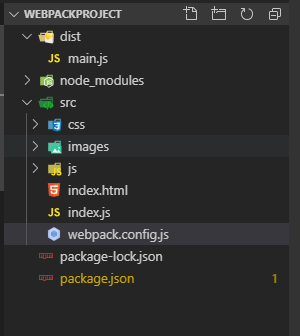 WEBPACKPROJECT
dist
JS main.js
node_modules
src
css
images
js
index.html
JS index.js
webpack.config.js
package-lock.json
package.json 1